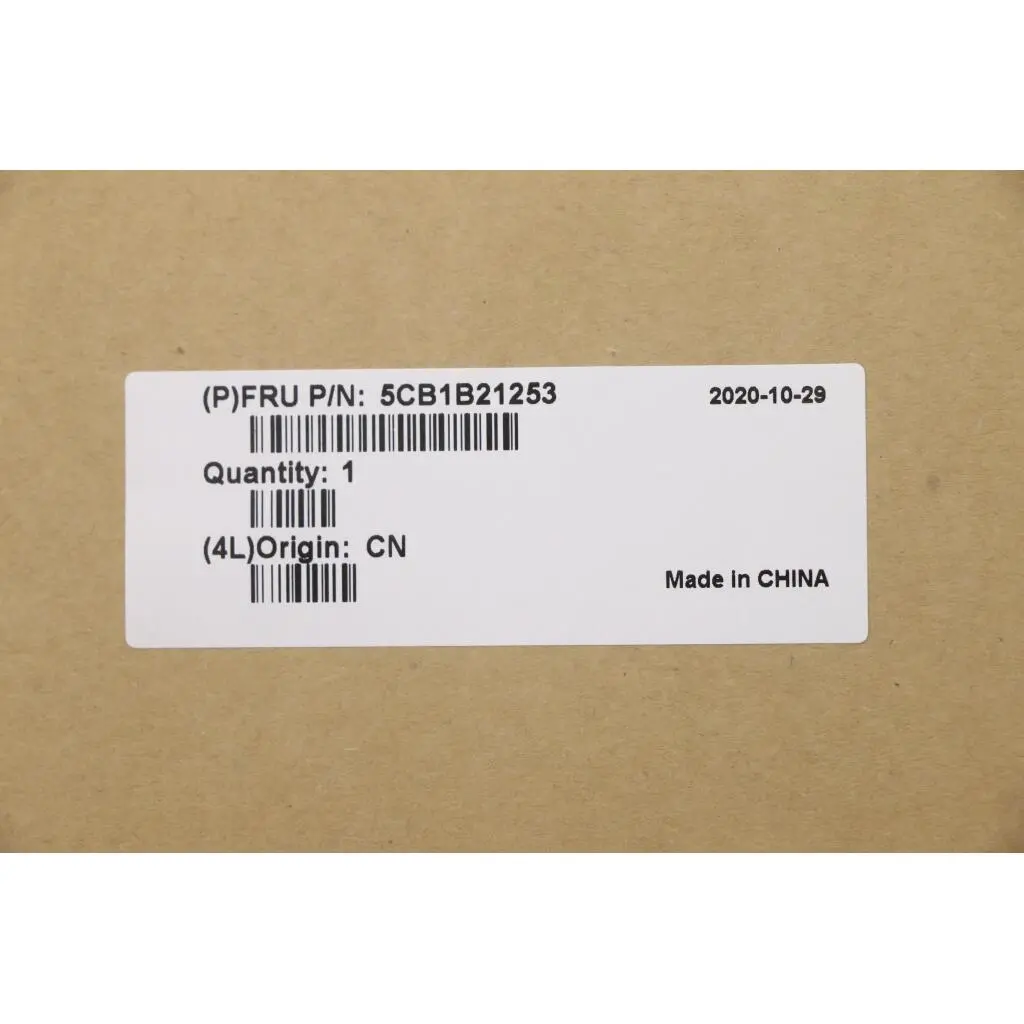 (P)FRU P/N: 5CB1B21253
2020-10-29
Quantity: 1
(4L)Origin: CN
Made in CHINA